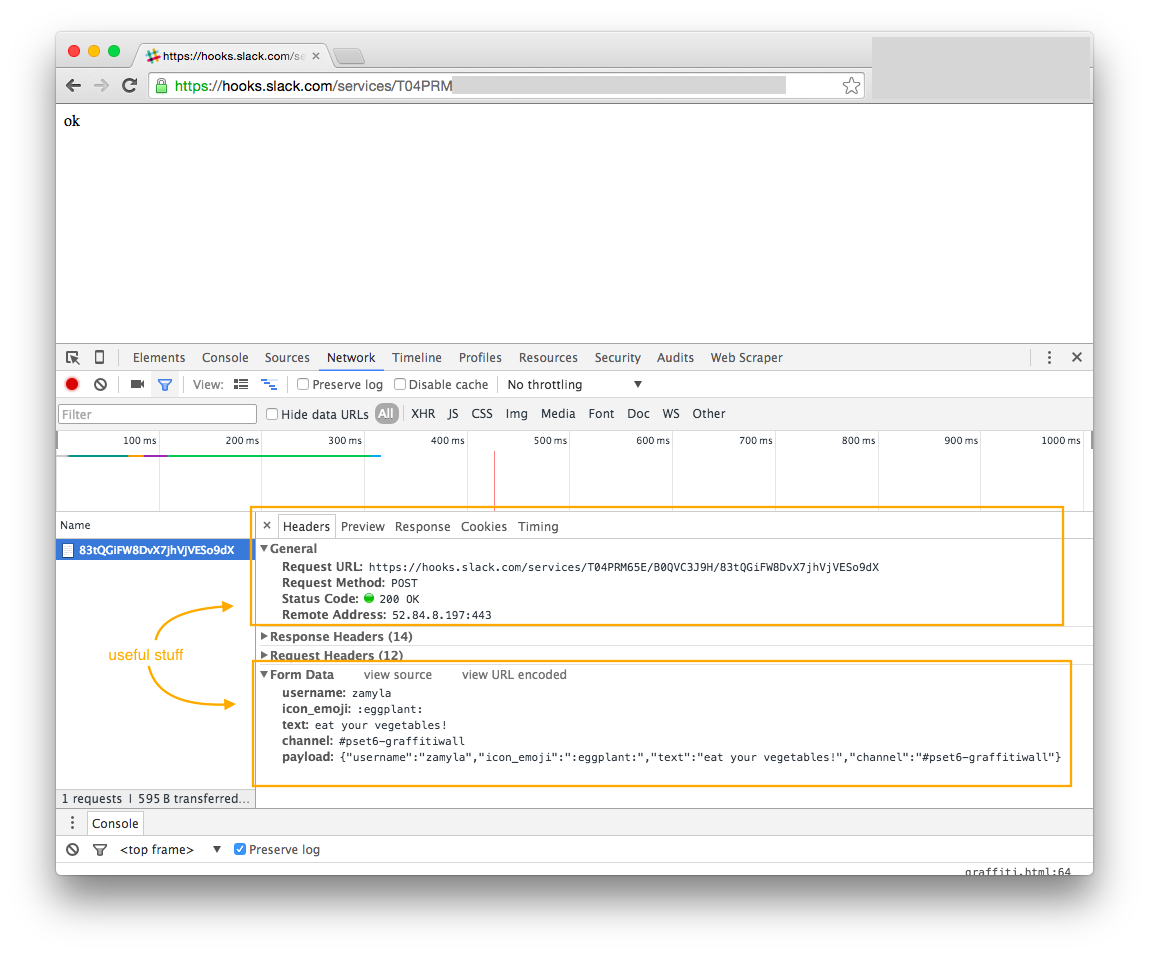 https://hooks.slack.com/se
https://hooks.slack.com/services/T04PRM
ok
Elements Console Sources Network Timeline Profiles Resources Security Audits Web Scraper
View: Preserve log Disable cache No throttling
Filter Hide data URLs All XHR JS CSS Img Media Font Doc WS Other
100 ms 200 ms 300 ms 400 ms 500 ms 600 ms 700 ms 800 ms 900 ms 1000 ms
Name
83tQGiFW8DvX7jhVjVESo9dX
Headers Preview Response Cookies Timing
General
Request URL: https://hooks.slack.com/services/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
Request Method: POST
Status Code: 200 OK
Remote Address: 52.84.8.197:443
Response Headers (14)
Request Headers (12)
useful stuff
Form Data view source view URL encoded
username: zamyla
icon_emoji: :eggplant:
text: eat your vegetables!
channel: #pset6-graffitiwall
payload: {"username":"zamyla","icon_emoji":":eggplant:","text":"eat your vegetables!","channel":"#pset6-graffitiwall"}
1 requests | 595 B transferred...
Console
<top frame> Preserve log
graffiti.html:64